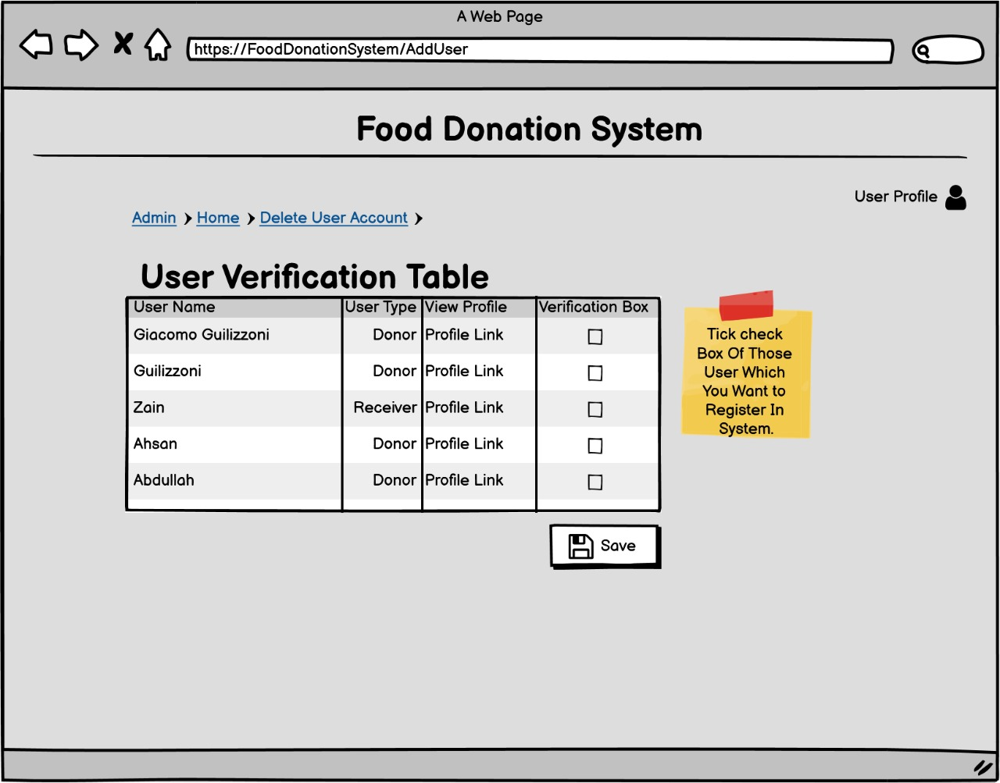 A Web Page
https://FoodDonationSystem/AddUser
Food Donation System
User Profile
Admin Home Delete User Account
User Verification Table
User Name User Type View Profile Verification Box
Giacomo Guilizzoni Donor Profile Link
Guilizzoni Donor Profile Link
Zain Receiver Profile Link
Ahsan Donor Profile Link
Abdullah Donor Profile Link
Tick check
Box Of Those
User Which
You Want to
Register In
System.
Save